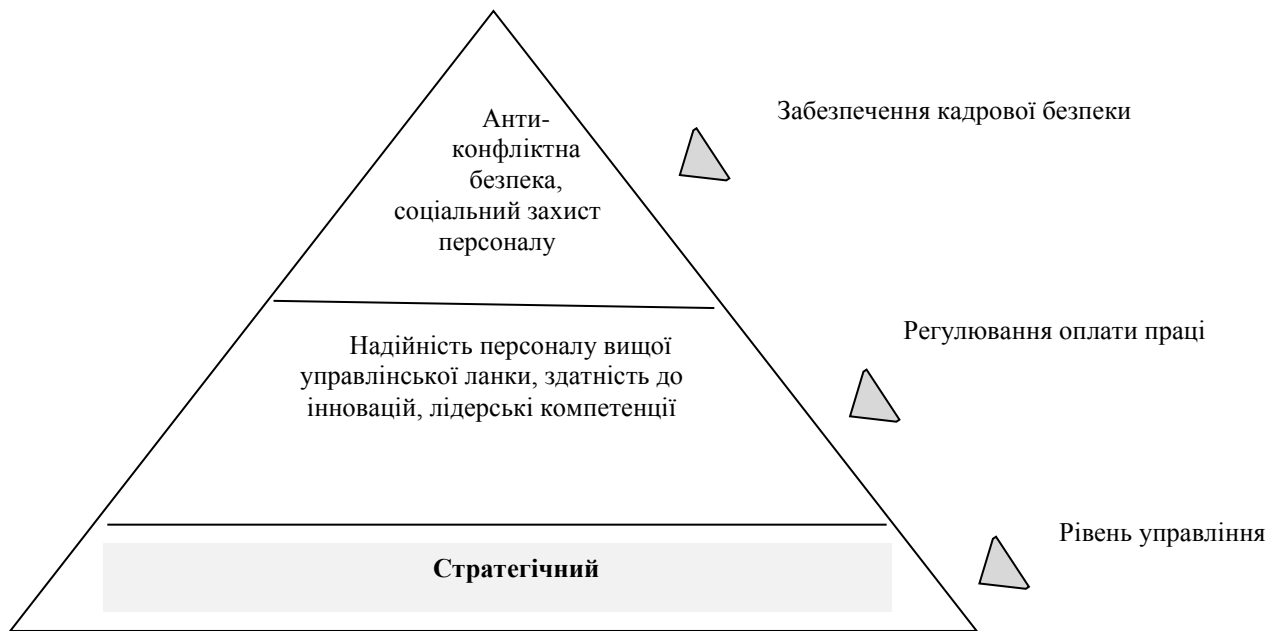 Забезпечення кадрової безпеки
Анти-
конфліктна
безпека,
соціальний захист
персоналу
Регулювання оплати праці
Надійність персоналу вищої
управлінської ланки, здатність до
інновацій, лідерські компетенції
Рівень управління
Стратегічний